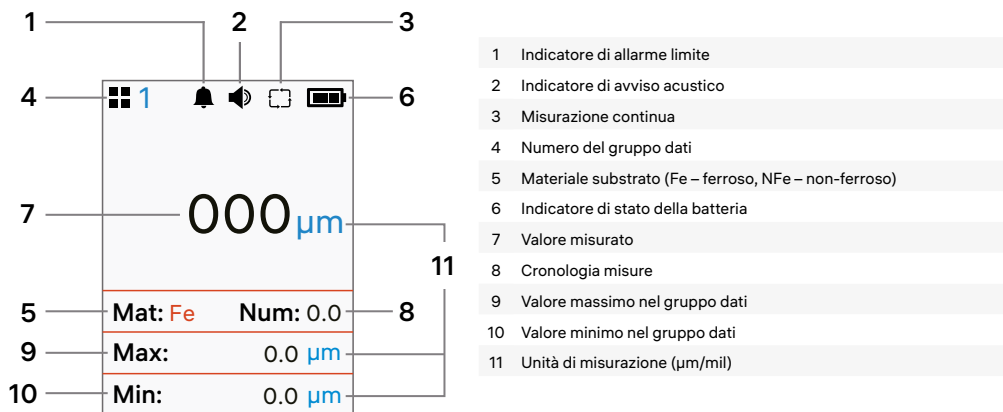 1 2 3
4 1 6
7 000 µm
11
5 Mat: Fe Num: 0.0 8
9 Max: 0.0 µm
10 Min: 0.0 µm
1 Indicatore di allarme limite
2 Indicatore di avviso acustico
3 Misurazione continua
4 Numero del gruppo dati
5 Materiale substrato (Fe – ferroso, NFe – non-ferroso)
6 Indicatore di stato della batteria
7 Valore misurato
8 Cronologia misure
9 Valore massimo nel gruppo dati
10 Valore minimo nel gruppo dati
11 Unità di misurazione (µm/mil)